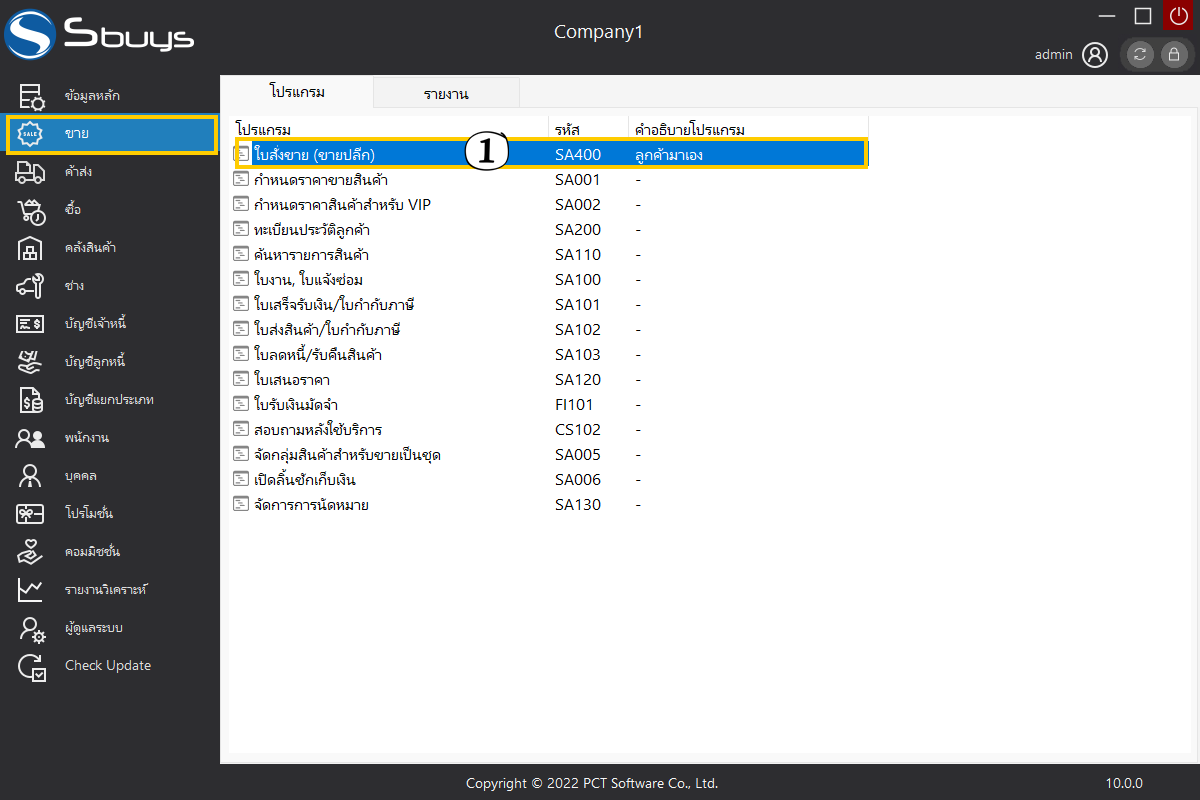 Sbuys
Company1
admin
ข้อมูลหลัก
SALE ขาย
ค้าส่ง
ซื้อ
คลังสินค้า
ช่าง
บัญชีเจ้าหนี้
บัญชีลูกหนี้
บัญชีแยกประเภท
พนักงาน
บุคคล
โปรโมชั่น
คอมมิชชั่น
รายงานวิเคราะห์
ผู้ดูแลระบบ
Check Update
โปรแกรม รายงาน
โปรแกรม รหัส คำอธิบายโปรแกรม
ใบสั่งขาย (ขายปลีก) 1 SA400 ลูกค้ามาเอง
กำหนดราคาขายสินค้า SA001 -
กำหนดราคาสินค้าสำหรับ VIP SA002 -
ทะเบียนประวัติลูกค้า SA200 -
ค้นหารายการสินค้า SA110 -
ใบงาน, ใบแจ้งซ่อม SA100 -
ใบเสร็จรับเงิน/ใบกำกับภาษี SA101 -
ใบส่งสินค้า/ใบกำกับภาษี SA102 -
ใบลดหนี้/รับคืนสินค้า SA103 -
ใบเสนอราคา SA120 -
ใบรับเงินมัดจำ FI101 -
สอบถามหลังใช้บริการ CS102 -
จัดกลุ่มสินค้าสำหรับขายเป็นชุด SA005 -
เปิดลิ้นชักเก็บเงิน SA006 -
จัดการการนัดหมาย SA130 -
Copyright © 2022 PCT Software Co., Ltd. 10.0.0